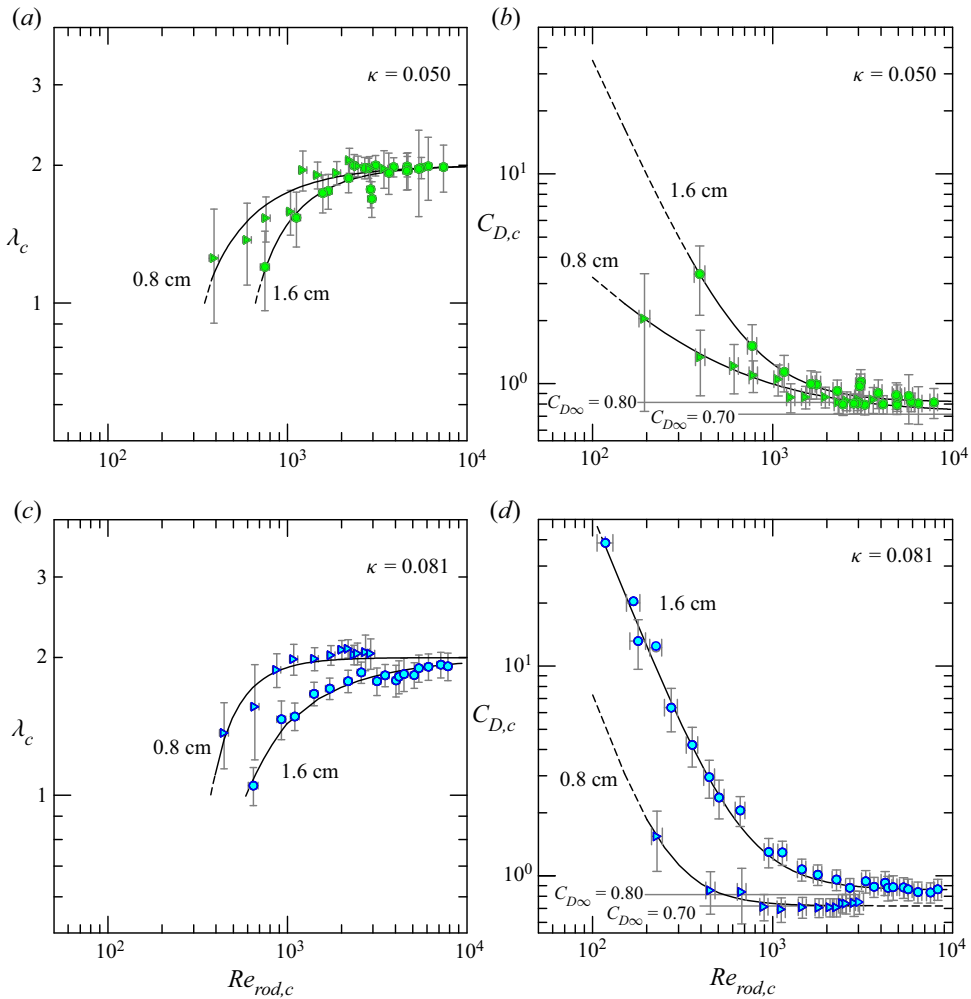 (a)
(b)
3
κ = 0.050
2
λc
0.8 cm
1.6 cm
1
10²
10³
10⁴
κ = 0.050
10¹
1.6 cm
CD,c
0.8 cm
10⁰
CD∞ = 0.80
CD∞ = 0.70
10²
10³
10⁴
(c)
(d)
3
κ = 0.081
2
λc
0.8 cm
1.6 cm
1
10²
10³
10⁴
Rerod,c
κ = 0.081
1.6 cm
10¹
CD,c
0.8 cm
10⁰
CD∞ = 0.80
CD∞ = 0.70
10²
10³
10⁴
Rerod,c